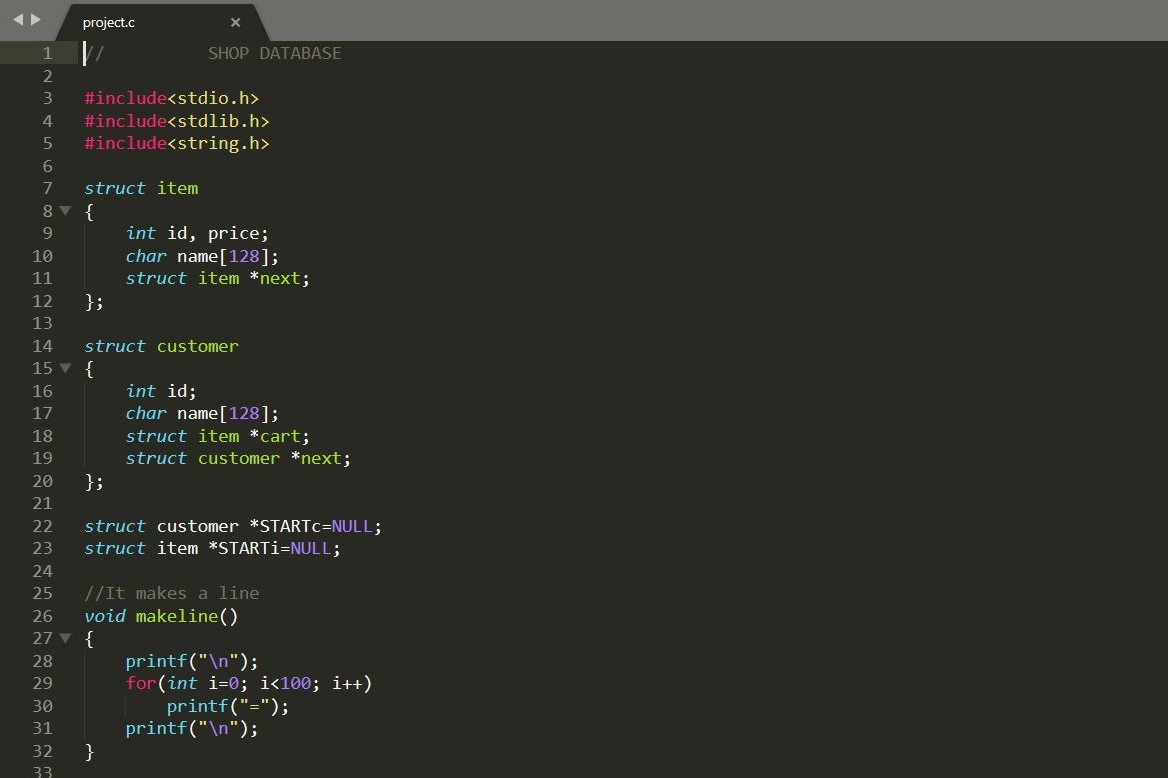 project.c ×
1 //          SHOP DATABASE
2
3 #include<stdio.h>
4 #include<stdlib.h>
5 #include<string.h>
6
7 struct item
8 {
9     int id, price;
10     char name[128];
11     struct item *next;
12 };
13
14 struct customer
15 {
16     int id;
17     char name[128];
18     struct item *cart;
19     struct customer *next;
20 };
21
22 struct customer *STARTc=NULL;
23 struct item *STARTi=NULL;
24
25 //It makes a line
26 void makeline()
27 {
28     printf("\n");
29     for(int i=0; i<100; i++)
30         printf("=");
31     printf("\n");
32 }
33